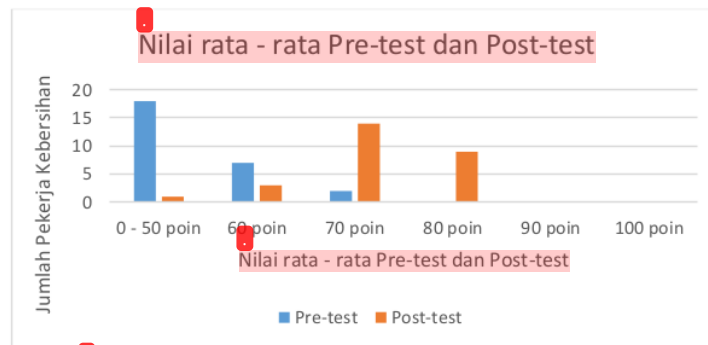 Nilai rata - rata Pre-test dan Post-test
Jumlah Pekerja Kebersihan
20
15
10
5
0
0 - 50 poin 60 poin 70 poin 80 poin 90 poin 100 poin
Nilai rata - rata Pre-test dan Post-test
Pre-test Post-test